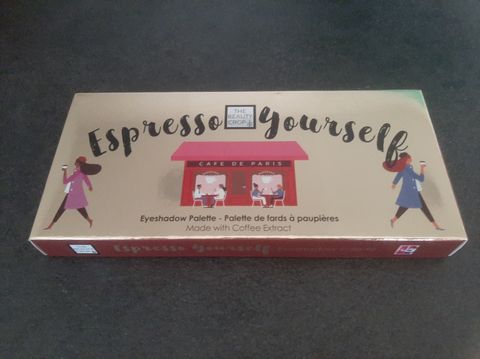 Espresso Yourself
THE
BEAUTY
CROP
CAFE DE PARIS
Eyeshadow Palette - Palette de fards à paupières
Made with Coffee Extract
Espresso Yourself